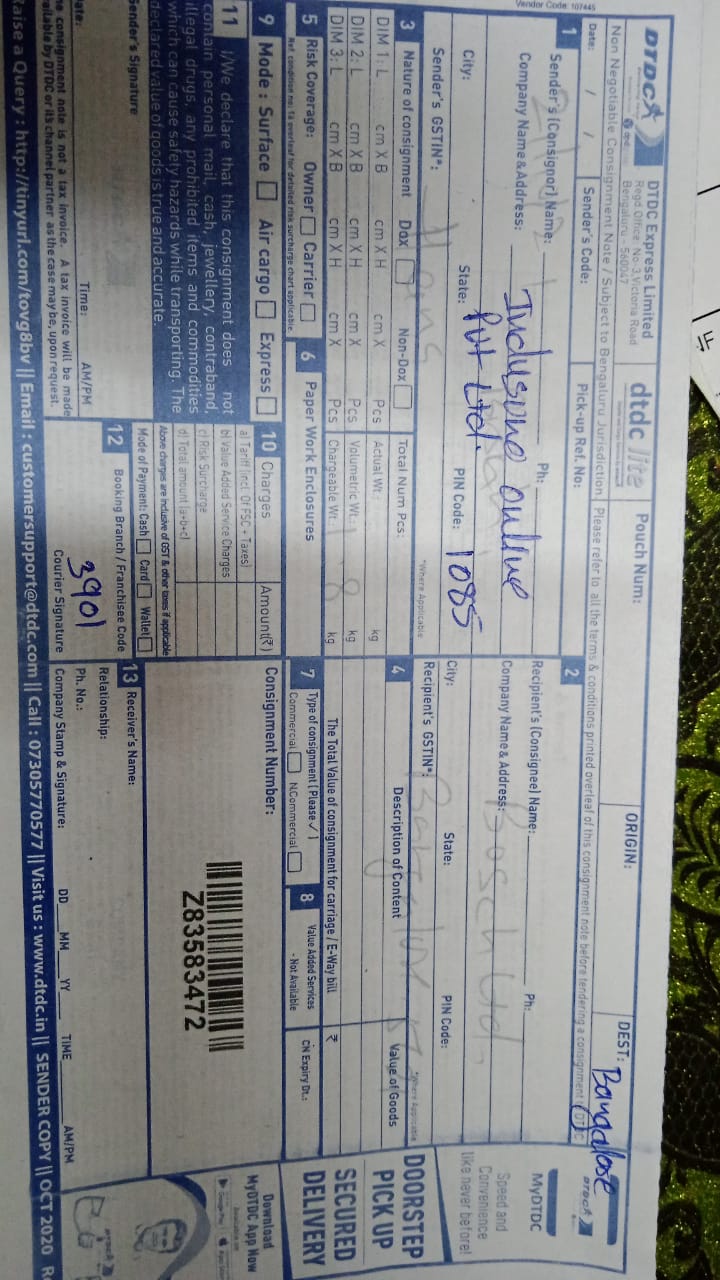 Vendor Code: 107445
DTDC
DTDC Express Limited
Regd. Office: No-3, Victoria Road
Bengaluru - 560047
dtdc lite
Pouch Num:
ORIGIN:
DEST: Bangalose
Non Negotiable Consignment Note / Subject to Bengaluru Jurisdiction
Please refer to all the terms & conditions printed overleaf of this consignment note before tendering a consignment
Date: / /
Sender's Code:
Pick-up Ref. No:
1 Sender's (Consignor) Name:
Ph:
Company Name & Address:
Inclusione online
Pvt Ltd.
City:
State:
PIN Code: 1085
Sender's GSTIN*:
*Where Applicable
2 Recipient's (Consignee) Name:
Ph:
Company Name & Address:
Bosch Ltd,
City:
State:
PIN Code:
Recipient's GSTIN*:
*Where Applicable
3 Nature of consignment Dox Non-Dox
Total Num Pcs:
DIM 1: L cm X B cm X H cm X Pcs
Actual Wt.: kg
DIM 2: L cm X B cm X H cm X Pcs
Volumetric Wt.: kg
DIM 3: L cm X B cm X H cm X Pcs
Chargeable Wt.: kg
4 Description of Content
Value of Goods
The Total Value of consignment for carriage / E-Way bill ₹
5 Risk Coverage: Owner Carrier
6 Paper Work Enclosures
7 Type of consignment (Please ✓)
Commercial N.Commercial
8 Value Added Services
- Not Available
CN Expiry Dt.:
9 Mode: Surface Air cargo Express
10 Charges Amount(₹)
a) Tariff (incl. Of FSC + Taxes)
b) Value Added Service Charges
c) Risk Surcharge
d) Total amount (a+b+c)
Above charges are inclusive of GST & other taxes if applicable
Mode of Payment: Cash Card Wallet
Consignment Number:
Z83583472
11 I/We declare that this consignment does not
contain personal mail, cash, jewellery, contraband,
illegal drugs, any prohibited items and commodities
which can cause safety hazards while transporting. The
declared value of goods is true and accurate.
Sender's Signature
Time: AM/PM
12 Booking Branch / Franchisee Code
3901
Courier Signature
13 Receiver's Name:
Relationship:
Ph. No.:
Company Stamp & Signature:
DD MM YY TIME AM/PM
consignment note is not a tax invoice. A tax invoice will be made
available by DTDC or its channel partner as the case may be, upon request.
MyDTDC
Speed and
Convenience
like never before!
DOORSTEP
PICK UP
SECURED
DELIVERY
Download
MyDTDC App Now
Raise a Query : http://tinyurl.com/tovg8bv || Email : customersupport@dtdc.com || Call : 07305770577 || Visit us : www.dtdc.in || SENDER COPY || OCT 2020